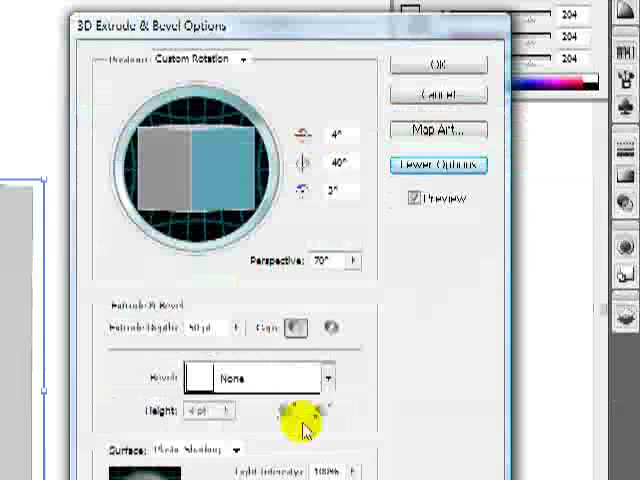 3D Extrude & Bevel Options
Position: Custom Rotation
OK
Cancel
Map Art...
Fewer Options
Preview
4°
40°
3°
Perspective: 70°
Extrude & Bevel
Extrude Depth: 50 pt Cap:
Bevel: None
Height: 4 pt
Surface: Plastic Shading
Light Intensity: 100%
204
204
204